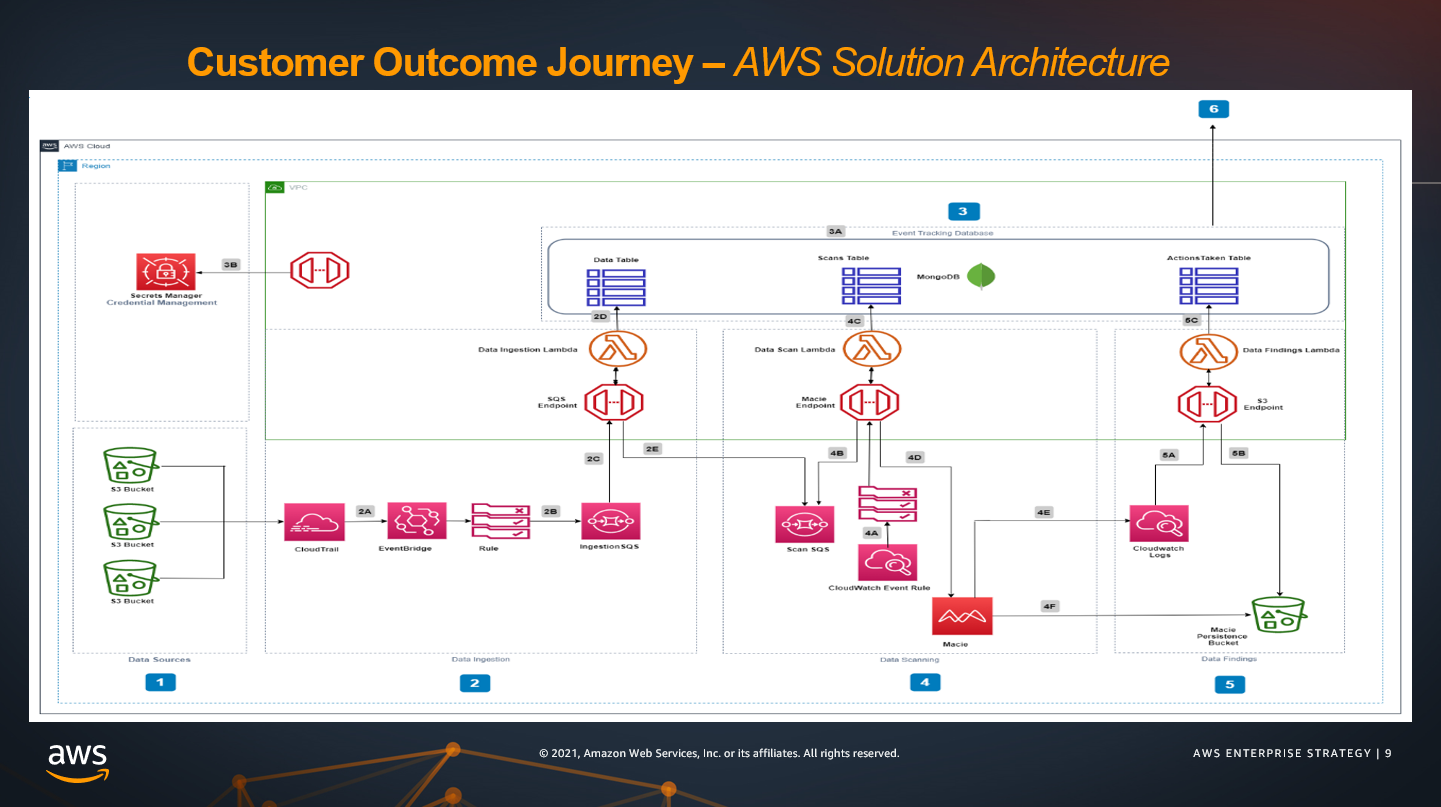 Customer Outcome Journey – AWS Solution Architecture
6
aws
AWS Cloud
Region
VPC
3
3A
Event Tracking Database
Data Table
Scans Table
MongoDB
ActionsTaken Table
3B
Secrets Manager
Credential Management
2D
4C
5C
Data Ingestion Lambda
Data Scan Lambda
Data Findings Lambda
SQS
Endpoint
Macie
Endpoint
S3
Endpoint
2C
2E
4B
4D
5A
5B
S3 Bucket
S3 Bucket
S3 Bucket
CloudTrail
2A
EventBridge
Rule
2B
IngestionSQS
Scan SQS
4A
CloudWatch Event Rule
4E
Cloudwatch
Logs
4F
Macie
Macie
Persistence
Bucket
Data Sources
Data Ingestion
Data Scanning
Data Findings
1
2
4
5
aws
© 2021, Amazon Web Services, Inc. or its affiliates. All rights reserved.
AWS ENTERPRISE STRATEGY | 9